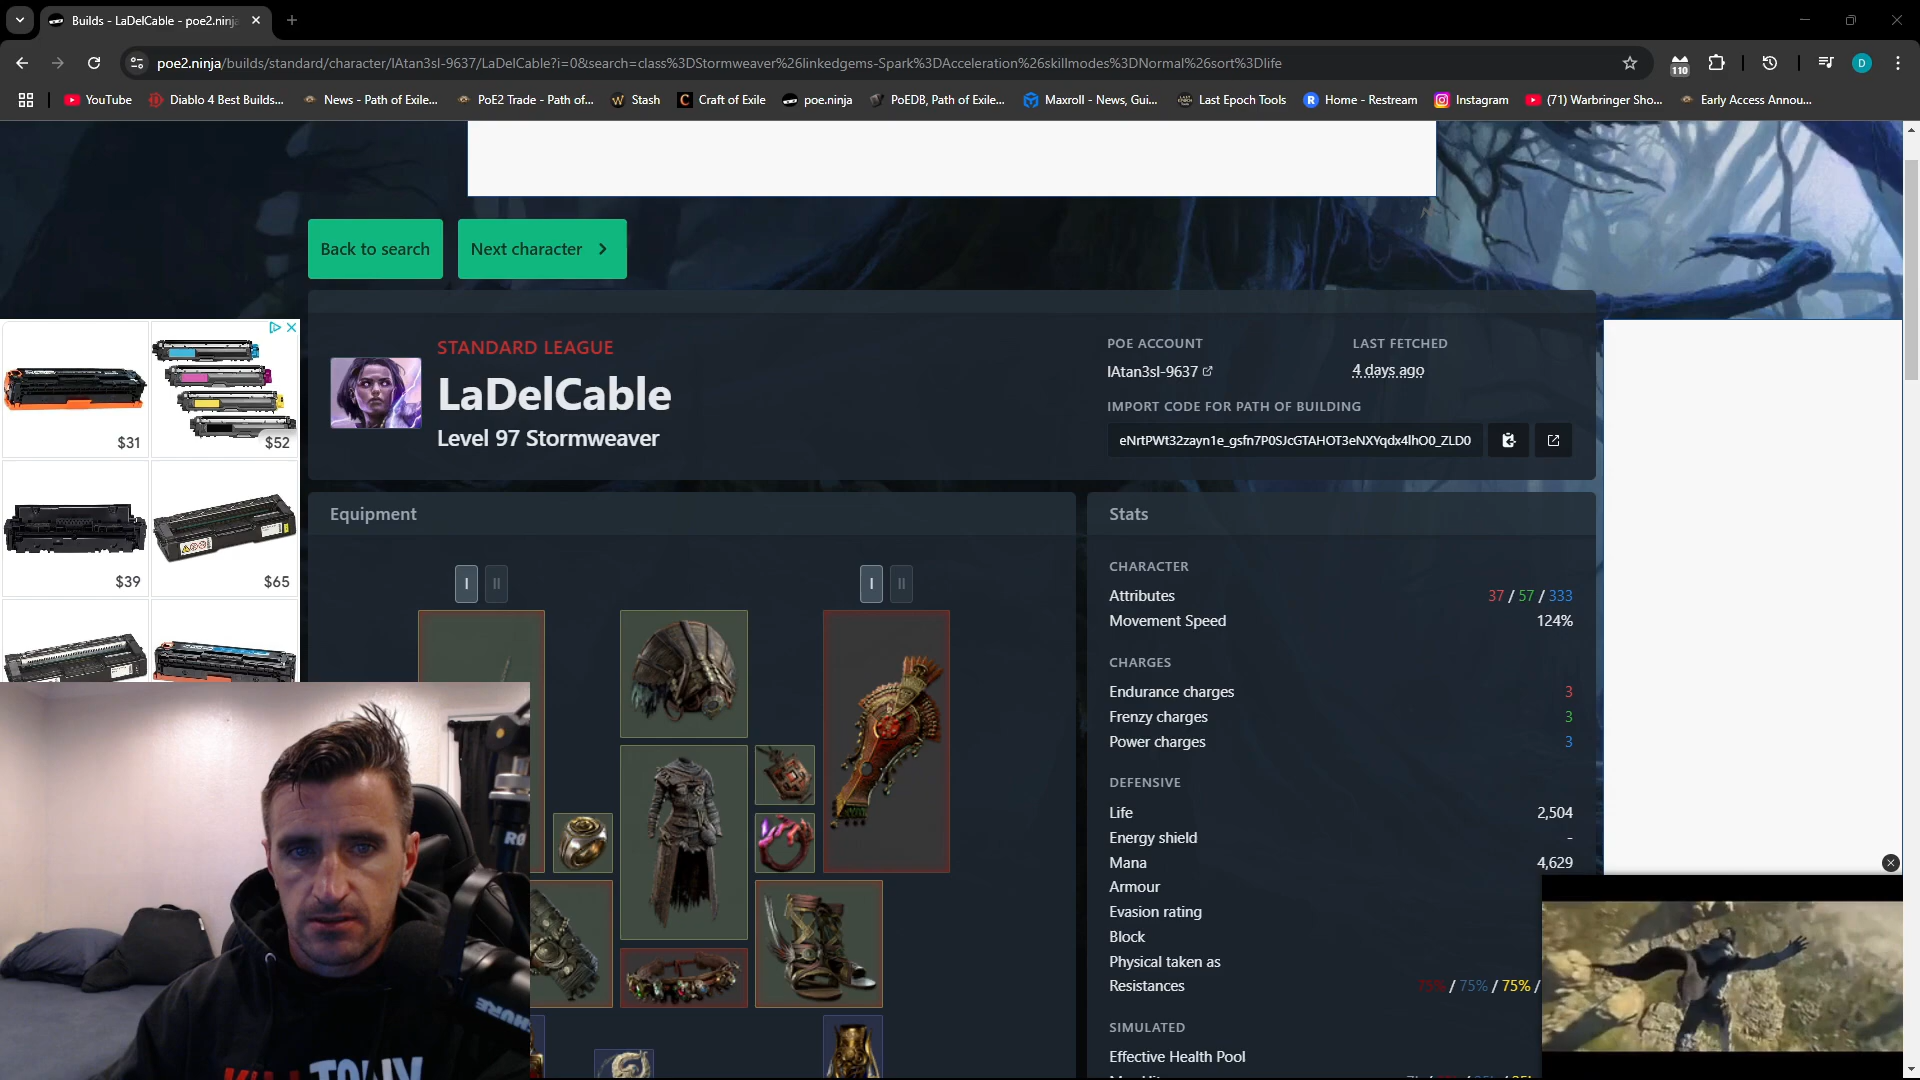 Builds - LaDelCable - poe2.ninja
poe2.ninja/builds/standard/character/IAtan3sl-9637/LaDelCable?i=0&search=class%3DStormweaver%26linkedgems-Spark%3DAcceleration%26skillmodes%3DNormal%26sort%3Dlife
110
D
YouTube
Diablo 4 Best Builds...
News - Path of Exile...
PoE2 Trade - Path of...
Stash
Craft of Exile
poe.ninja
PoEDB, Path of Exile...
Maxroll - News, Gui...
Last Epoch Tools
Home - Restream
Instagram
(71) Warbringer Sho...
Early Access Annou...
Back to search
Next character
STANDARD LEAGUE
LaDelCable
Level 97 Stormweaver
POE ACCOUNT
IAtan3sl-9637
LAST FETCHED
4 days ago
IMPORT CODE FOR PATH OF BUILDING
eNrtPWt32zayn1e_gsfn7P0SJcGTAHOT3eNXYqdx4lhO0_ZLD0
$31
$52
$39
$65
Equipment
I
II
I
II
Stats
CHARACTER
Attributes 37 / 57 / 333
Movement Speed 124%
CHARGES
Endurance charges 3
Frenzy charges 3
Power charges 3
DEFENSIVE
Life 2,504
Energy shield -
Mana 4,629
Armour
Evasion rating
Block
Physical taken as
Resistances 75% / 75% / 75% /
SIMULATED
Effective Health Pool